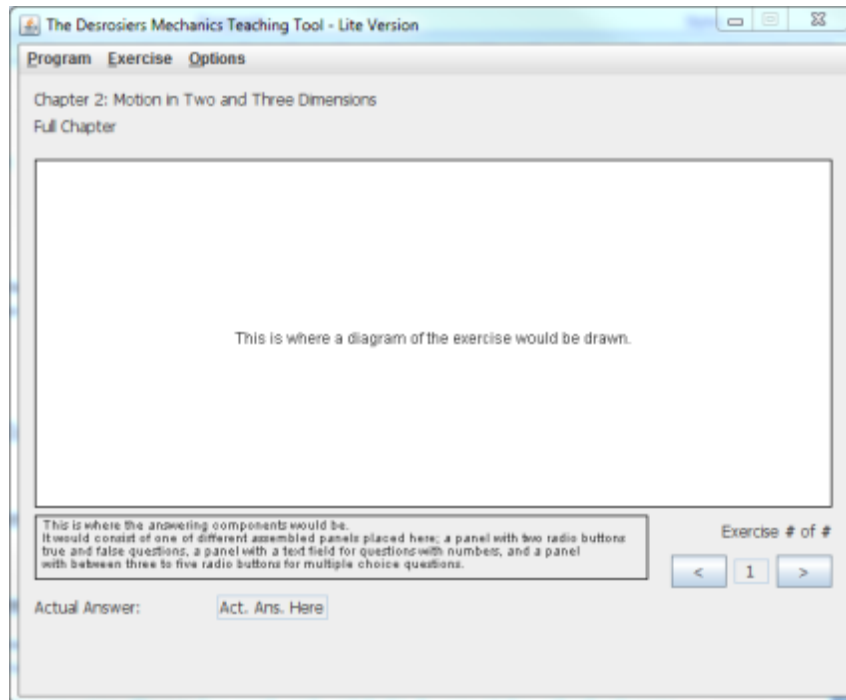 The Desrosiers Mechanics Teaching Tool - Lite Version
Program Exercise Options
Chapter 2: Motion in Two and Three Dimensions
Full Chapter
This is where a diagram of the exercise would be drawn.
This is where the answering components would be.
It would consist of one of different assembled panels placed here; a panel with two radio buttons
true and false questions, a panel with a text field for questions with numbers, and a panel
with between three to five radio buttons for multiple choice questions.
Exercise # of #
< 1 >
Actual Answer: Act. Ans. Here